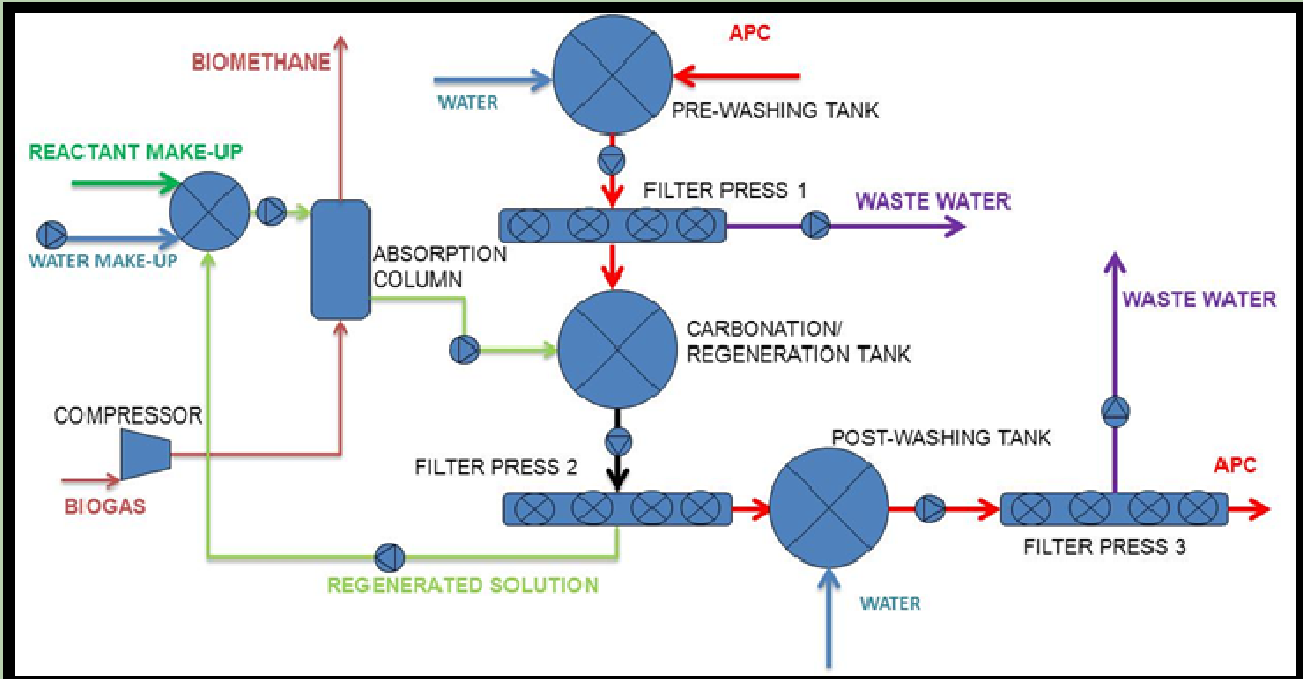 APC
BIOMETHANE
WATER
PRE-WASHING TANK
REACTANT MAKE-UP
FILTER PRESS 1
WASTE WATER
WATER MAKE-UP
ABSORPTION
COLUMN
WASTE WATER
CARBONATION/
REGENERATION TANK
COMPRESSOR
POST-WASHING TANK
FILTER PRESS 2
APC
BIOGAS
FILTER PRESS 3
REGENERATED SOLUTION
WATER